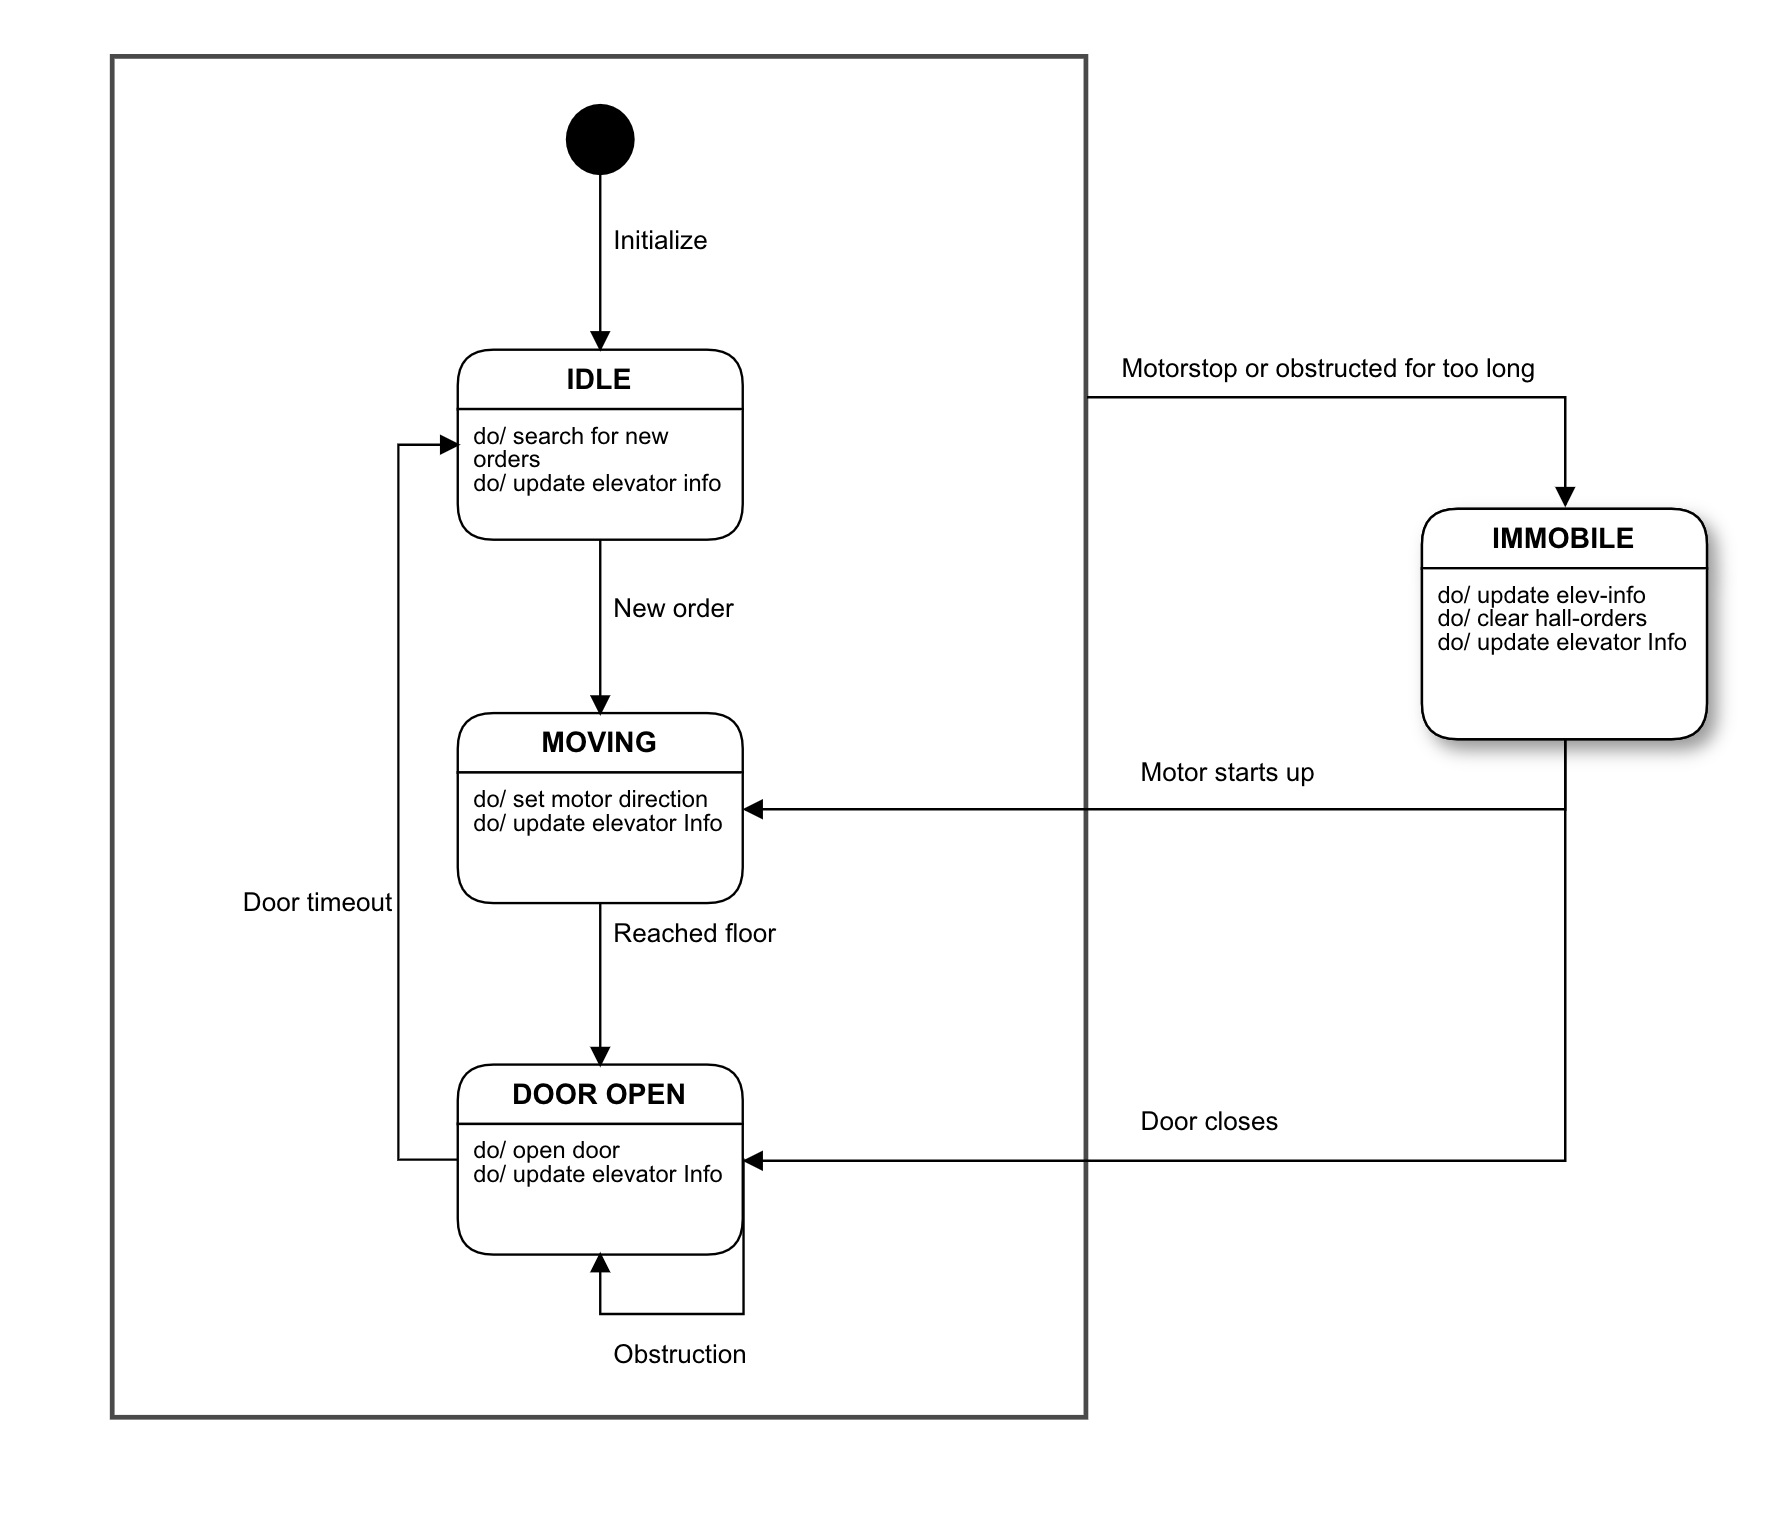 Initialize
IDLE
do/ search for new
orders
do/ update elevator info
Motorstop or obstructed for too long
IMMOBILE
do/ update elev-info
do/ clear hall-orders
do/ update elevator Info
New order
MOVING
do/ set motor direction
do/ update elevator Info
Motor starts up
Door timeout
Reached floor
DOOR OPEN
do/ open door
do/ update elevator Info
Door closes
Obstruction